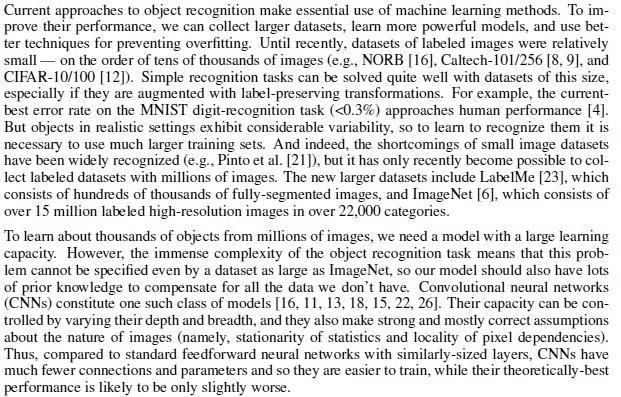 Current approaches to object recognition make essential use of machine learning methods. To im-
prove their performance, we can collect larger datasets, learn more powerful models, and use bet-
ter techniques for preventing overfitting. Until recently, datasets of labeled images were relatively
small — on the order of tens of thousands of images (e.g., NORB [16], Caltech-101/256 [8, 9], and
CIFAR-10/100 [12]). Simple recognition tasks can be solved quite well with datasets of this size,
especially if they are augmented with label-preserving transformations. For example, the current-
best error rate on the MNIST digit-recognition task (<0.3%) approaches human performance [4].
But objects in realistic settings exhibit considerable variability, so to learn to recognize them it is
necessary to use much larger training sets. And indeed, the shortcomings of small image datasets
have been widely recognized (e.g., Pinto et al. [21]), but it has only recently become possible to col-
lect labeled datasets with millions of images. The new larger datasets include LabelMe [23], which
consists of hundreds of thousands of fully-segmented images, and ImageNet [6], which consists of
over 15 million labeled high-resolution images in over 22,000 categories.
To learn about thousands of objects from millions of images, we need a model with a large learning
capacity. However, the immense complexity of the object recognition task means that this prob-
lem cannot be specified even by a dataset as large as ImageNet, so our model should also have lots
of prior knowledge to compensate for all the data we don't have. Convolutional neural networks
(CNNs) constitute one such class of models [16, 11, 13, 18, 15, 22, 26]. Their capacity can be con-
trolled by varying their depth and breadth, and they also make strong and mostly correct assumptions
about the nature of images (namely, stationarity of statistics and locality of pixel dependencies).
Thus, compared to standard feedforward neural networks with similarly-sized layers, CNNs have
much fewer connections and parameters and so they are easier to train, while their theoretically-best
performance is likely to be only slightly worse.